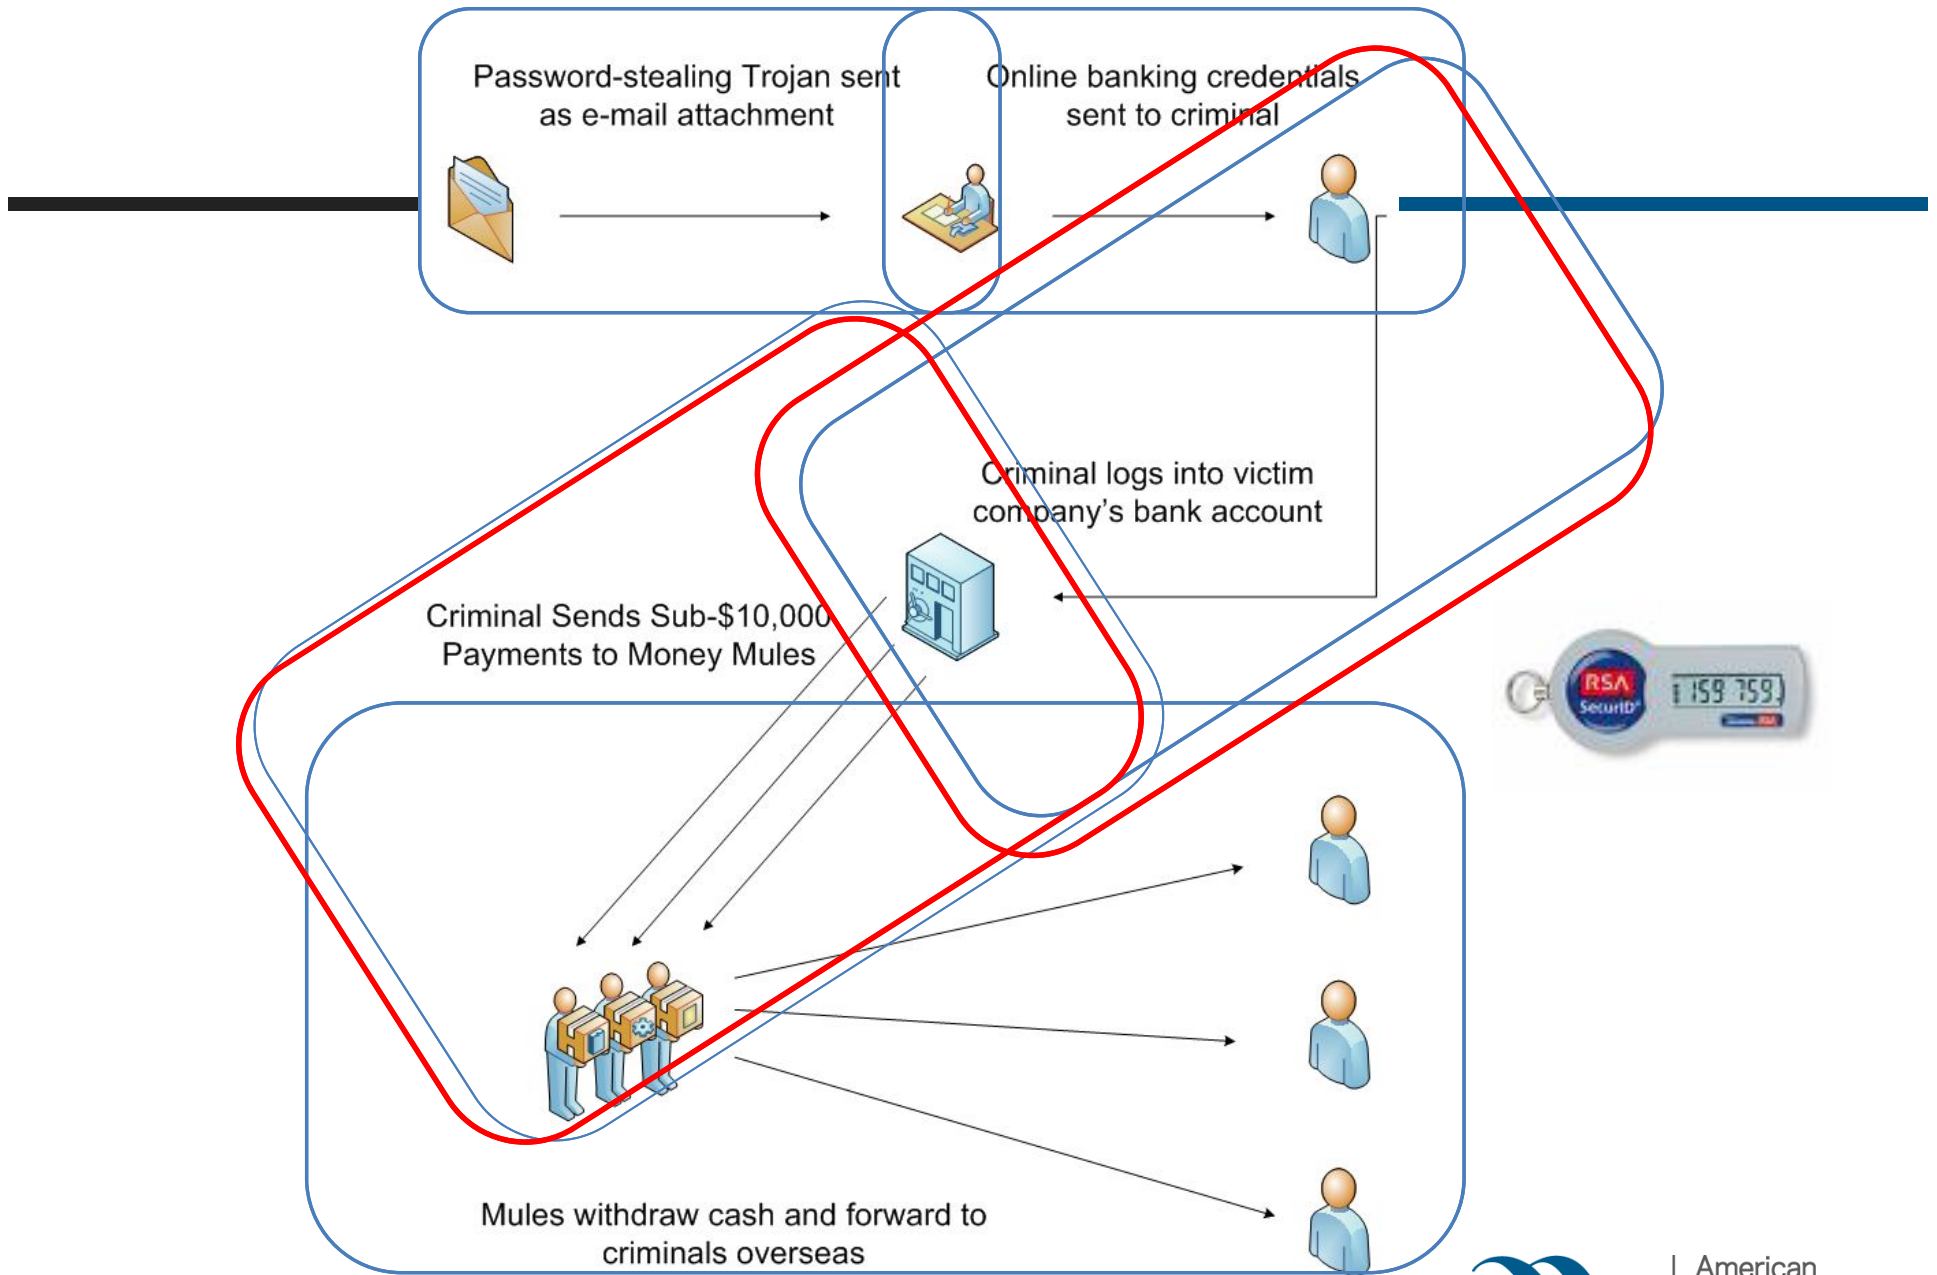 Password-stealing Trojan sent
as e-mail attachment
Online banking credentials
sent to criminal
Criminal logs into victim
company's bank account
Criminal Sends Sub-$10,000
Payments to Money Mules
RSA
SecurID
159 759
RSA
Mules withdraw cash and forward to
criminals overseas
American